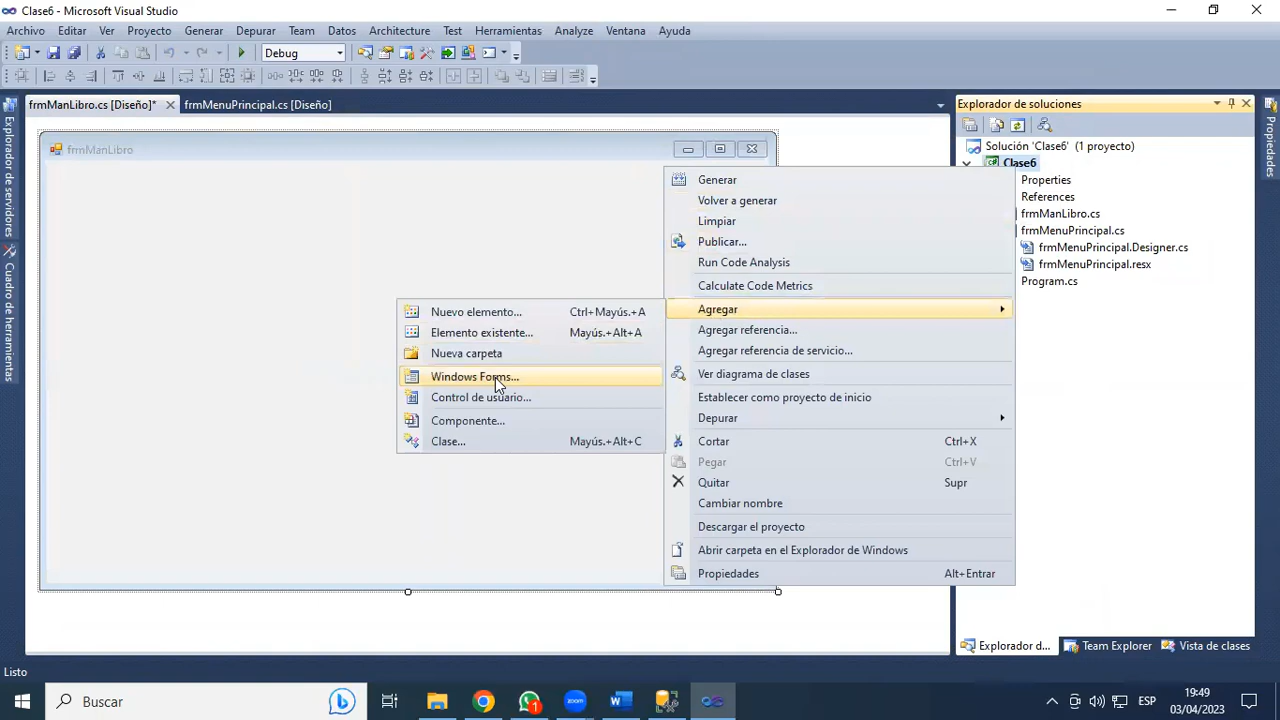 Clase6 - Microsoft Visual Studio
Archivo Editar Ver Proyecto Generar Depurar Team Datos Architecture Test Herramientas Analyze Ventana Ayuda
Debug
frmManLibro.cs [Diseño]* frmMenuPrincipal.cs [Diseño]
Explorador de servidores
Cuadro de herramientas
frmManLibro
Generar
Volver a generar
Limpiar
Publicar...
Run Code Analysis
Calculate Code Metrics
Agregar
Agregar referencia...
Agregar referencia de servicio...
Ver diagrama de clases
Establecer como proyecto de inicio
Depurar
Cortar Ctrl+X
Pegar Ctrl+V
Quitar Supr
Cambiar nombre
Descargar el proyecto
Abrir carpeta en el Explorador de Windows
Propiedades Alt+Entrar
Nuevo elemento... Ctrl+Mayús.+A
Elemento existente... Mayús.+Alt+A
Nueva carpeta
Windows Forms...
Control de usuario...
Componente...
Clase... Mayús.+Alt+C
Explorador de soluciones
Solución 'Clase6' (1 proyecto)
Clase6
Properties
References
frmManLibro.cs
frmMenuPrincipal.cs
frmMenuPrincipal.Designer.cs
frmMenuPrincipal.resx
Program.cs
Propiedades
Explorador d... Team Explorer Vista de clases
Listo
Buscar
1
zoom
ESP
19:49
03/04/2023